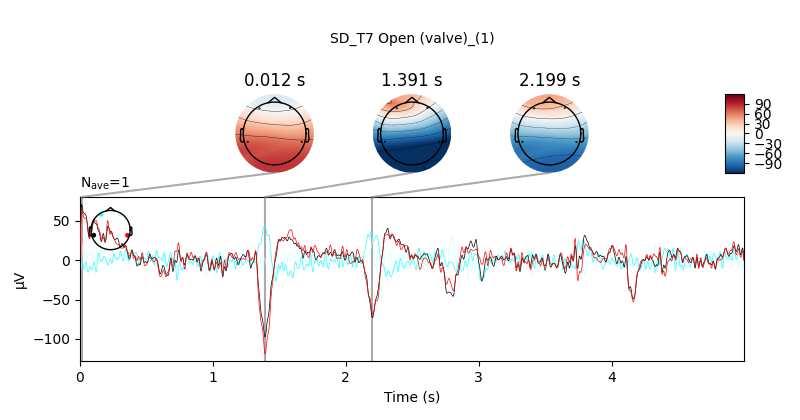 SD_T7 Open (valve)_(1)
0.012 s 1.391 s 2.199 s
90
60
30
0
−30
−60
−90
Nave=1
50
0
−50
−100
µV
0 1 2 3 4
Time (s)